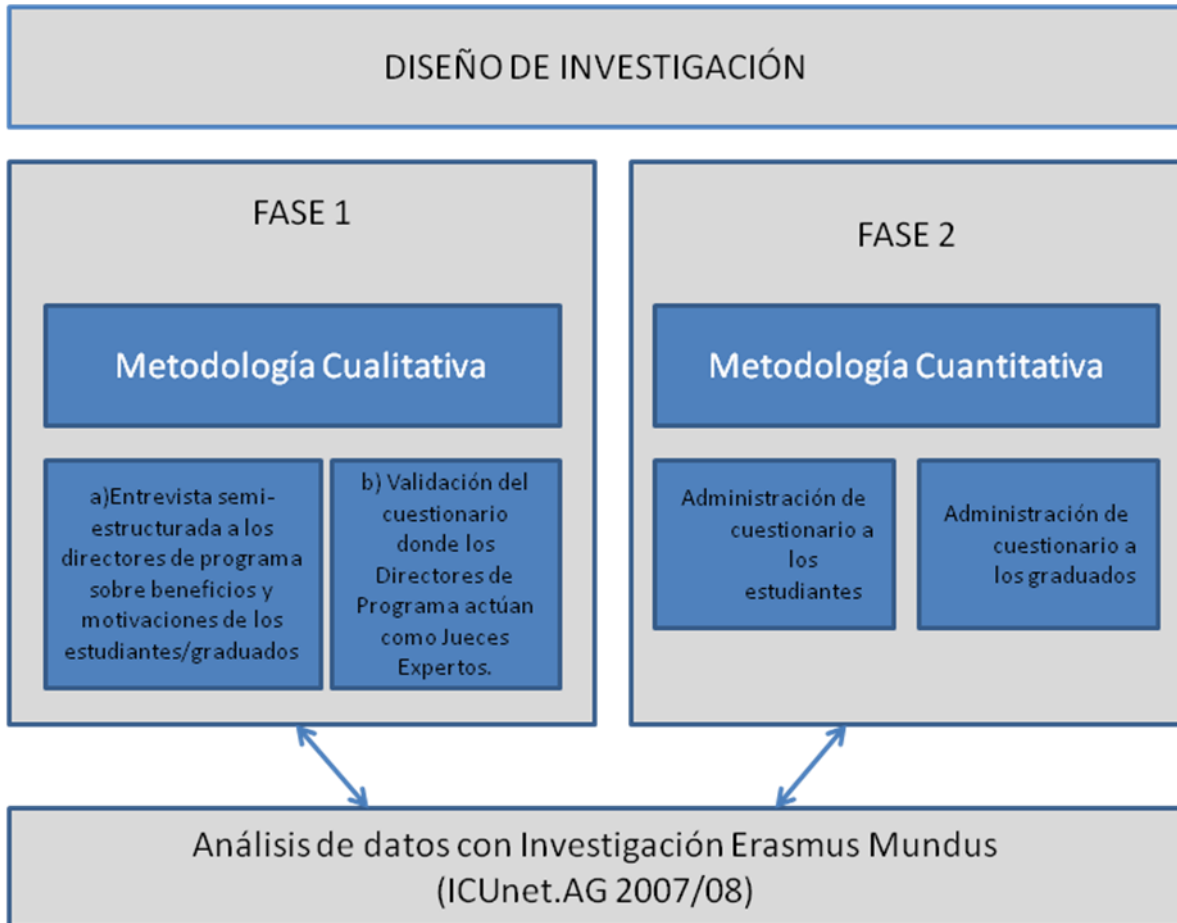 DISEÑO DE INVESTIGACIÓN
FASE 1
Metodología Cualitativa
a)Entrevista semi-
estructurada a los
directores de programa
sobre beneficios y
motivaciones de los
estudiantes/graduados
b) Validación del
cuestionario
donde los
Directores de
Programa actúan
como Jueces
Expertos.
FASE 2
Metodología Cuantitativa
Administración de
cuestionario a
los
estudiantes
Administración de
cuestionario a
los graduados
Análisis de datos con Investigación Erasmus Mundus
(ICUnet.AG 2007/08)